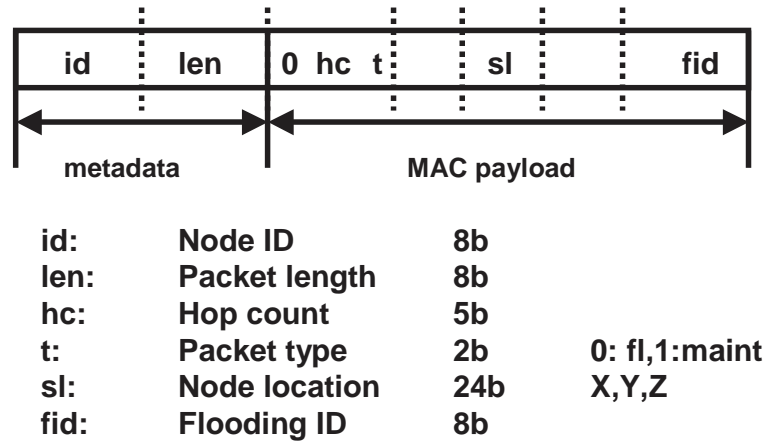 id len 0 hc t sl fid
metadata MAC payload
id: Node ID 8b
len: Packet length 8b
hc: Hop count 5b
t: Packet type 2b 0: fl,1:maint
sl: Node location 24b X,Y,Z
fid: Flooding ID 8b